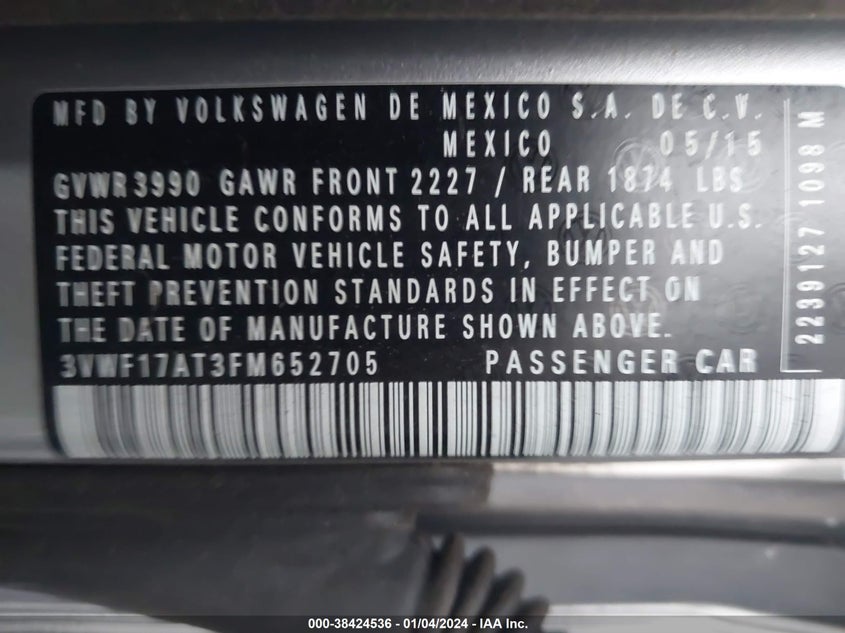 MFD BY VOLKSWAGEN DE MEXICO S.A. DE C.V.
MEXICO 05/15
GVWR 3990 GAWR FRONT 2227 / REAR 1874 LBS
THIS VEHICLE CONFORMS TO ALL APPLICABLE U.S.
FEDERAL MOTOR VEHICLE SAFETY, BUMPER AND
THEFT PREVENTION STANDARDS IN EFFECT ON
THE DATE OF MANUFACTURE SHOWN ABOVE.
3VWF17AT3FM652705 PASSENGER CAR
2239127 1098 M
000-38424536 - 01/04/2024 - IAA Inc.